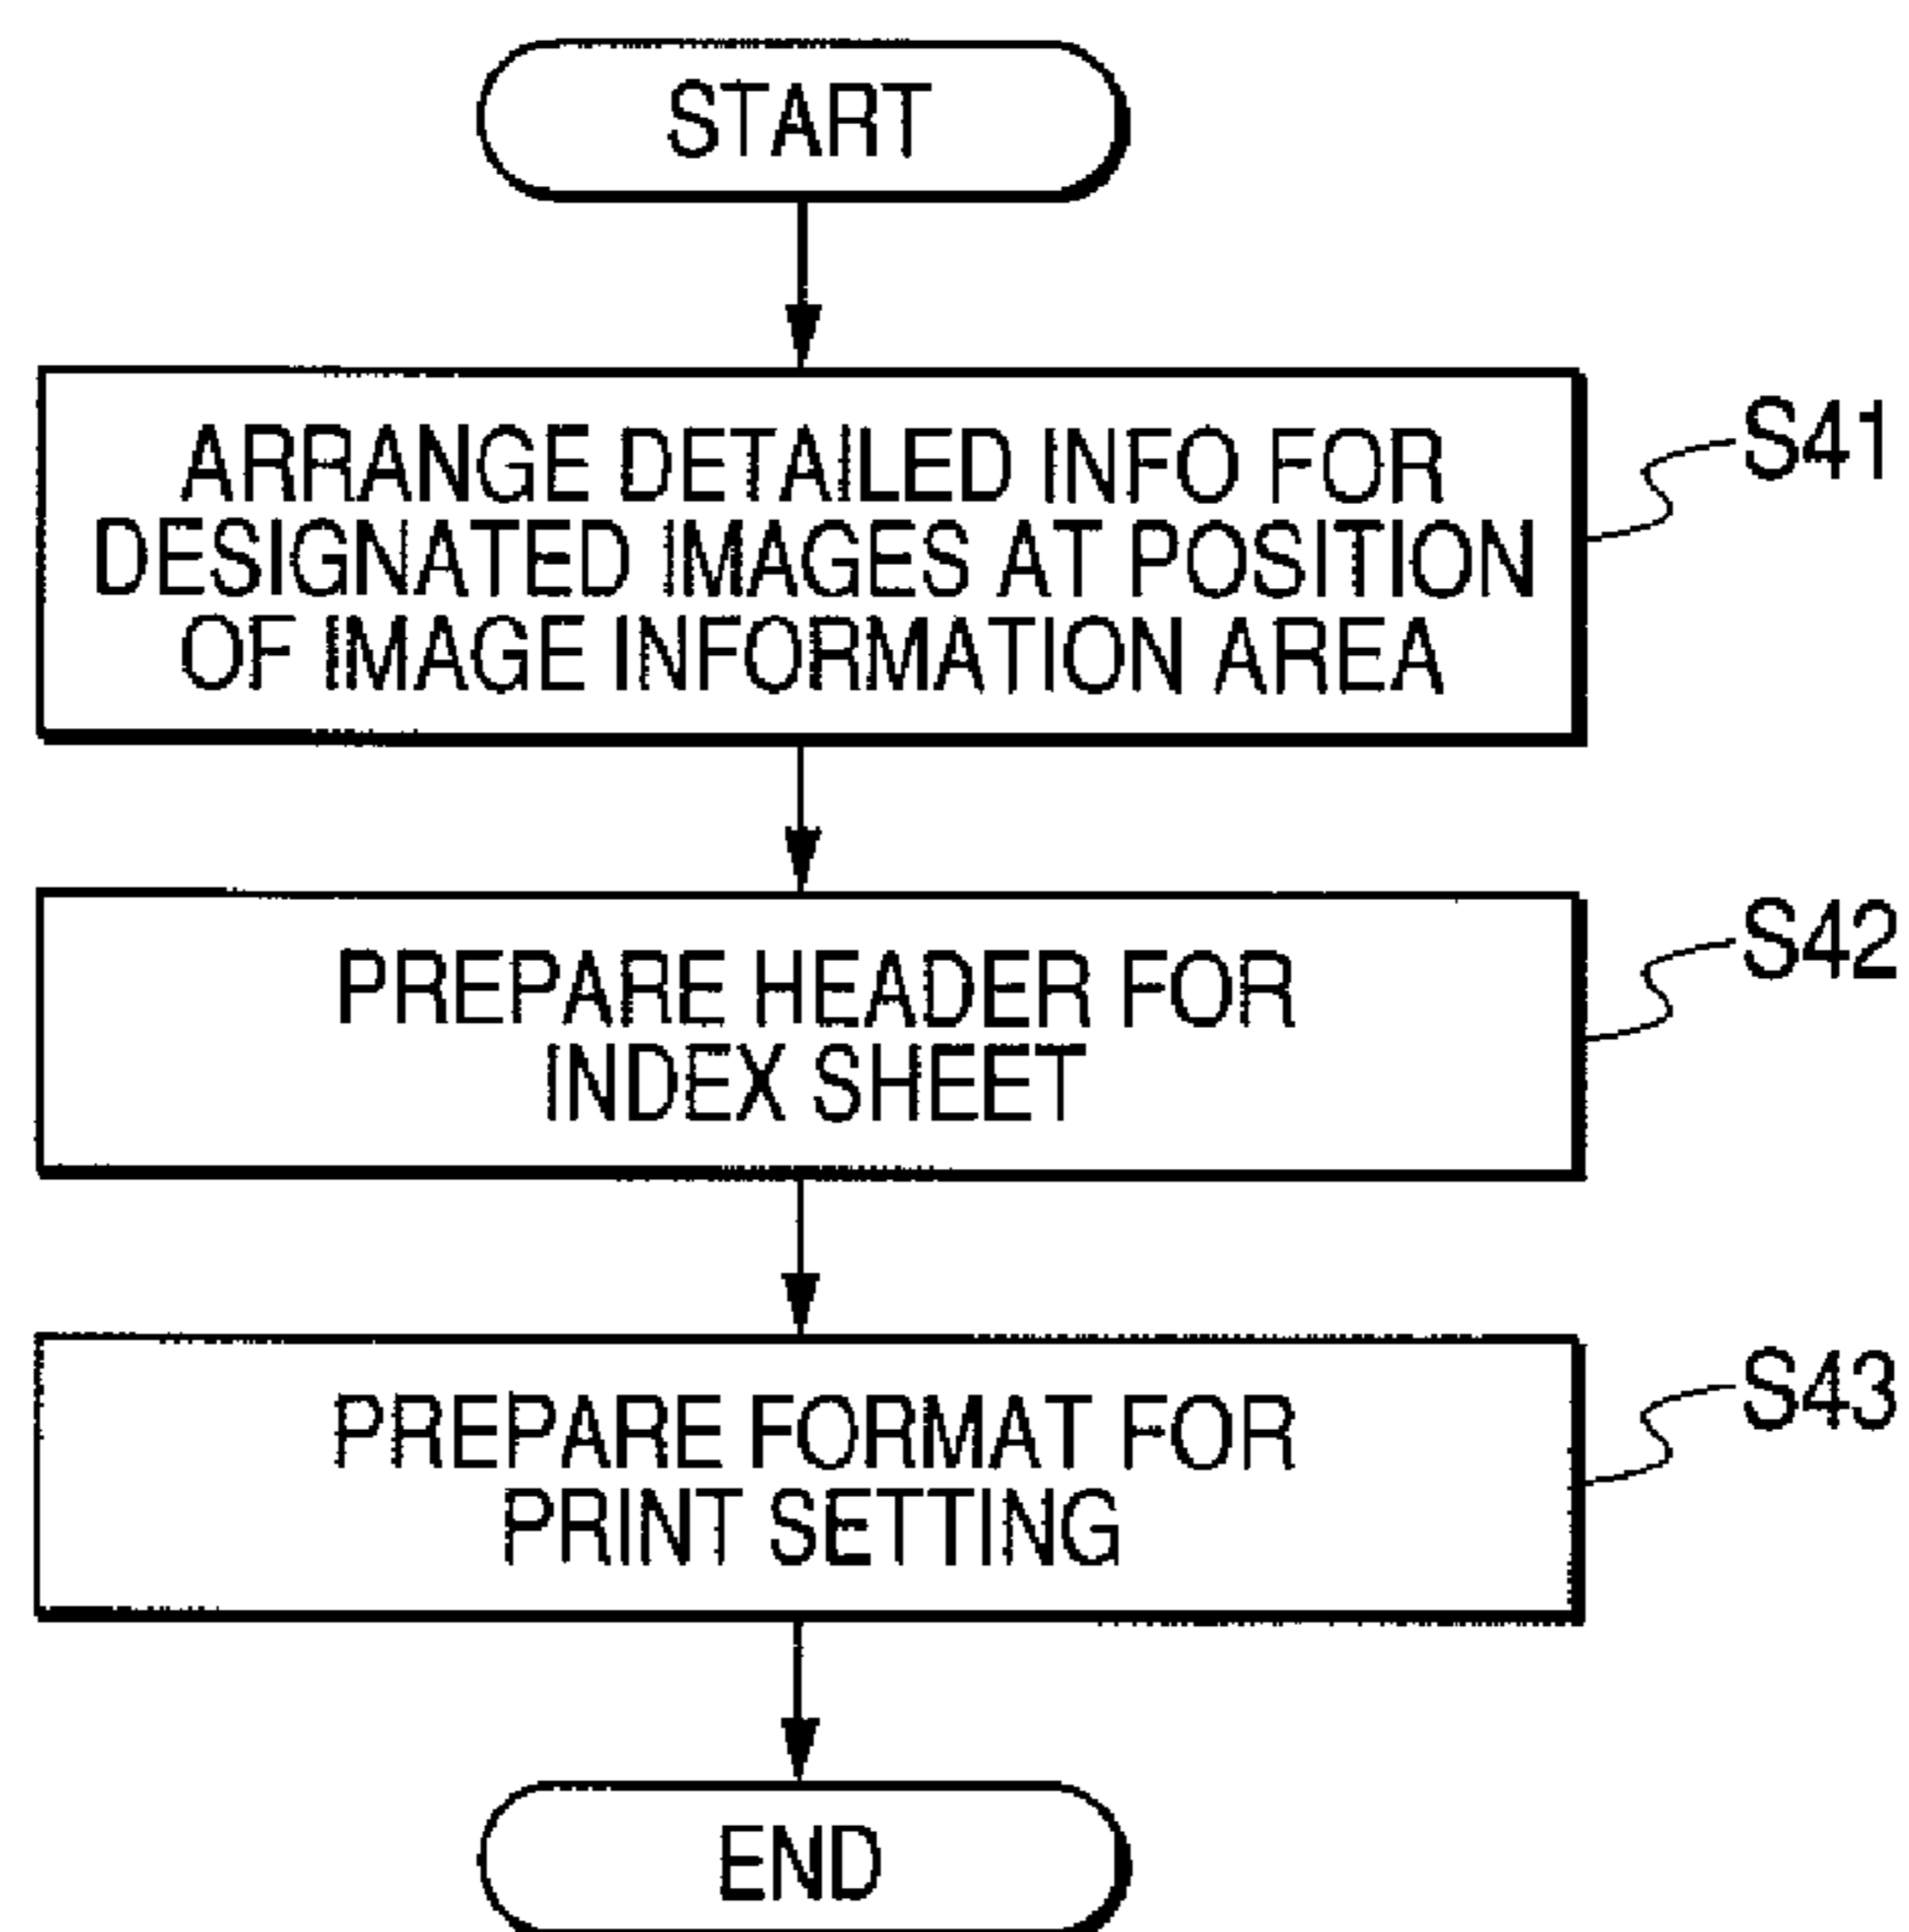 START
ARRANGE DETAILED INFO FOR
DESIGNATED IMAGES AT POSITION
OF IMAGE INFORMATION AREA
S41
PREPARE HEADER FOR
INDEX SHEET
S42
PREPARE FORMAT FOR
PRINT SETTING
S43
END